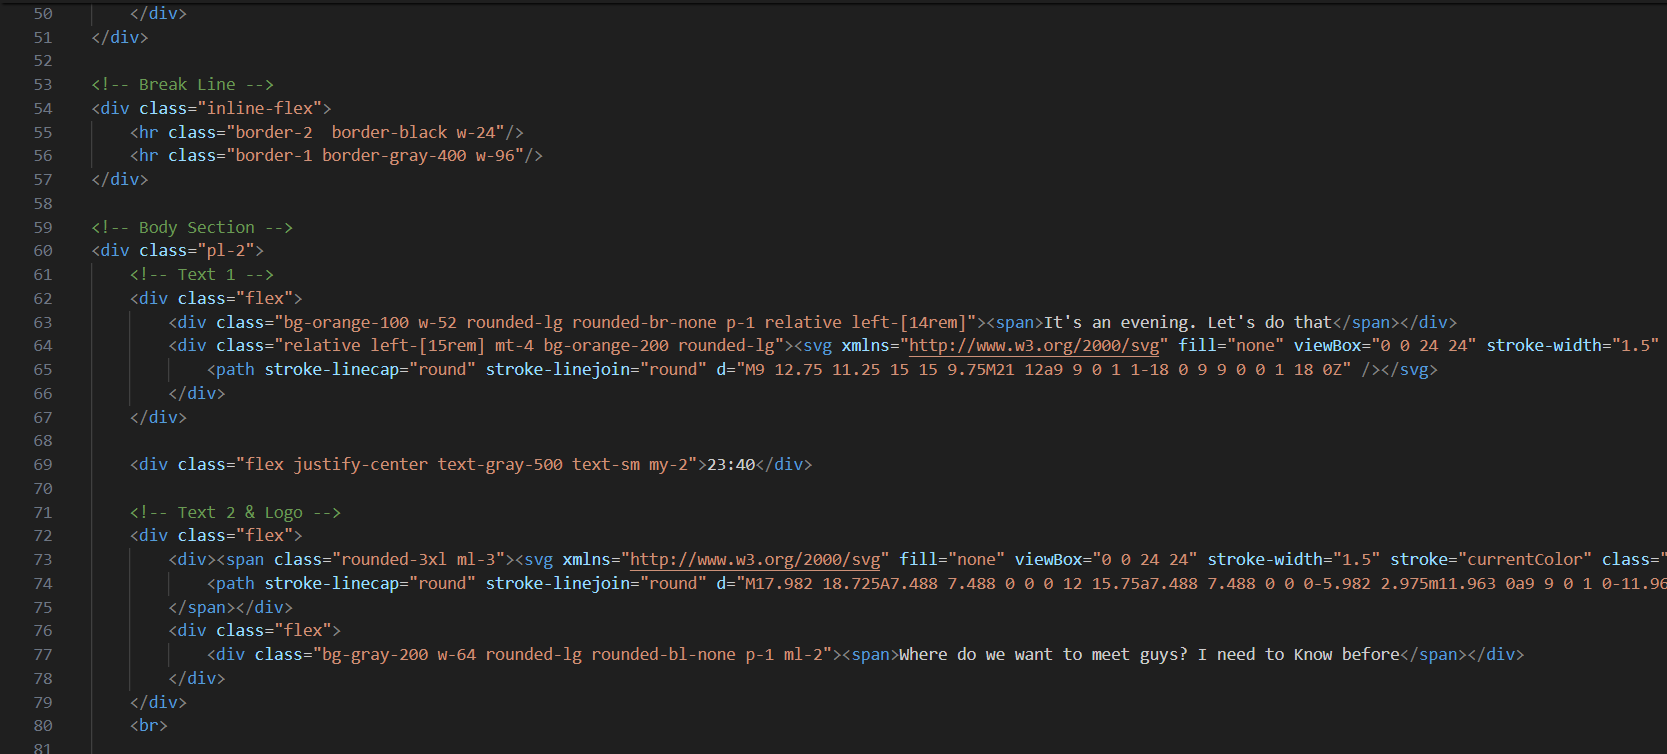 50 </div>
51 </div>
52
53 <!-- Break Line -->
54 <div class="inline-flex">
55 <hr class="border-2  border-black w-24"/>
56 <hr class="border-1 border-gray-400 w-96"/>
57 </div>
58
59 <!-- Body Section -->
60 <div class="pl-2">
61 <!-- Text 1 -->
62 <div class="flex">
63 <div class="bg-orange-100 w-52 rounded-lg rounded-br-none p-1 relative left-[14rem]"><span>It's an evening. Let's do that</span></div>
64 <div class="relative left-[15rem] mt-4 bg-orange-200 rounded-lg"><svg xmlns="http://www.w3.org/2000/svg" fill="none" viewBox="0 0 24 24" stroke-width="1.5"
65 <path stroke-linecap="round" stroke-linejoin="round" d="M9 12.75 11.25 15 15 9.75M21 12a9 9 0 1 1-18 0 9 9 0 0 1 18 0Z" /></svg>
66 </div>
67 </div>
68
69 <div class="flex justify-center text-gray-500 text-sm my-2">23:40</div>
70
71 <!-- Text 2 & Logo -->
72 <div class="flex">
73 <div><span class="rounded-3xl ml-3"><svg xmlns="http://www.w3.org/2000/svg" fill="none" viewBox="0 0 24 24" stroke-width="1.5" stroke="currentColor" class="
74 <path stroke-linecap="round" stroke-linejoin="round" d="M17.982 18.725A7.488 7.488 0 0 0 12 15.75a7.488 7.488 0 0 0-5.982 2.975m11.963 0a9 9 0 1 0-11.96
75 </span></div>
76 <div class="flex">
77 <div class="bg-gray-200 w-64 rounded-lg rounded-bl-none p-1 ml-2"><span>Where do we want to meet guys? I need to Know before</span></div>
78 </div>
79 </div>
80 <br>
81